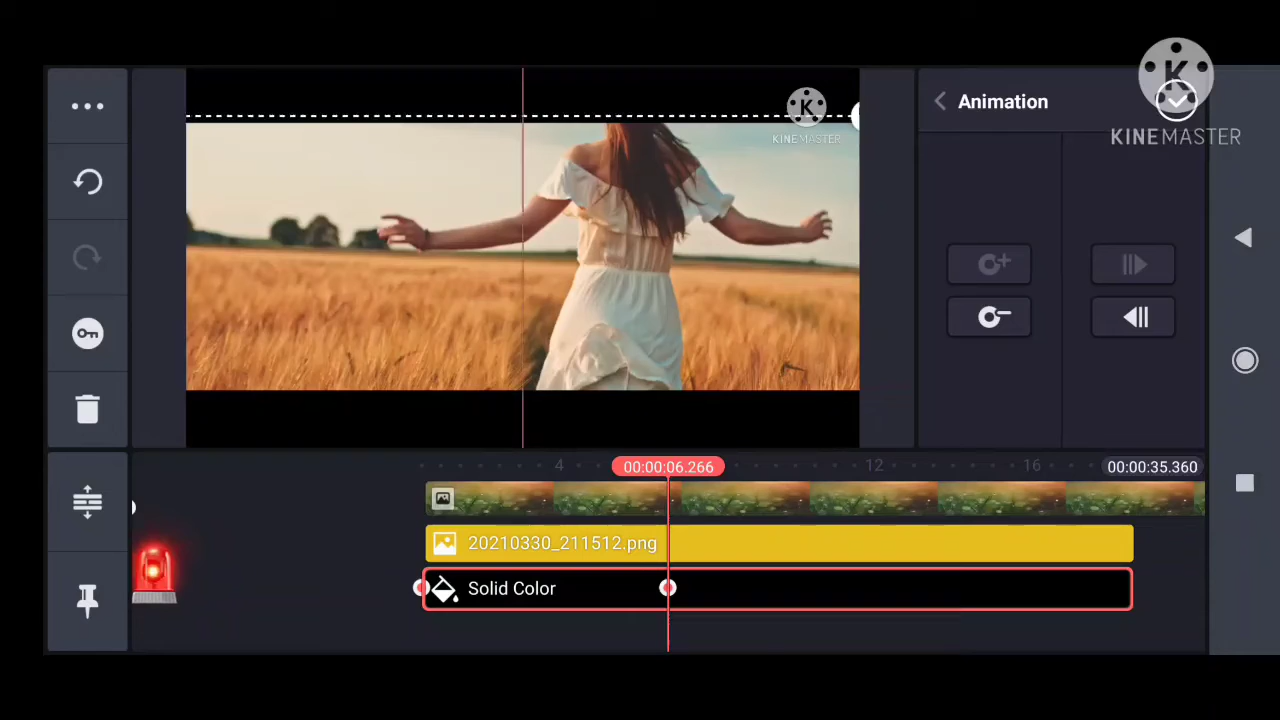 Animation
KINEMASTER
KINEMASTER
4
00:00:06.266
12
16
00:00:35.360
20210330_211512.png
Solid Color